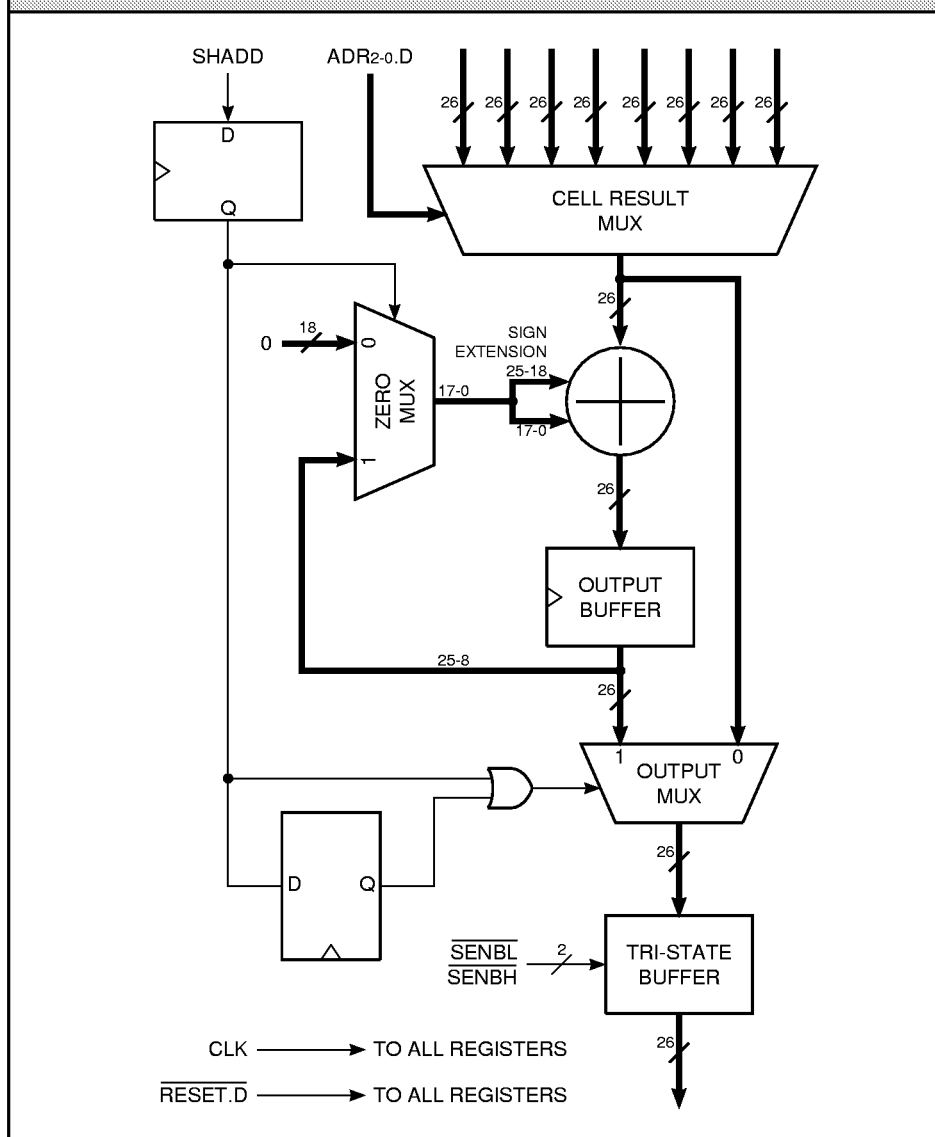 SHADD
ADR2-0.D
26 26 26 26 26 26 26 26
D
Q
CELL RESULT
MUX
26
0
18
0
ZERO
MUX
1
17-0
SIGN
EXTENSION
25-18
17-0
26
OUTPUT
BUFFER
25-8
26
1
0
OUTPUT
MUX
D
Q
26
SENBL
SENBH
2
TRI-STATE
BUFFER
26
CLK
TO ALL REGISTERS
RESET.D
TO ALL REGISTERS